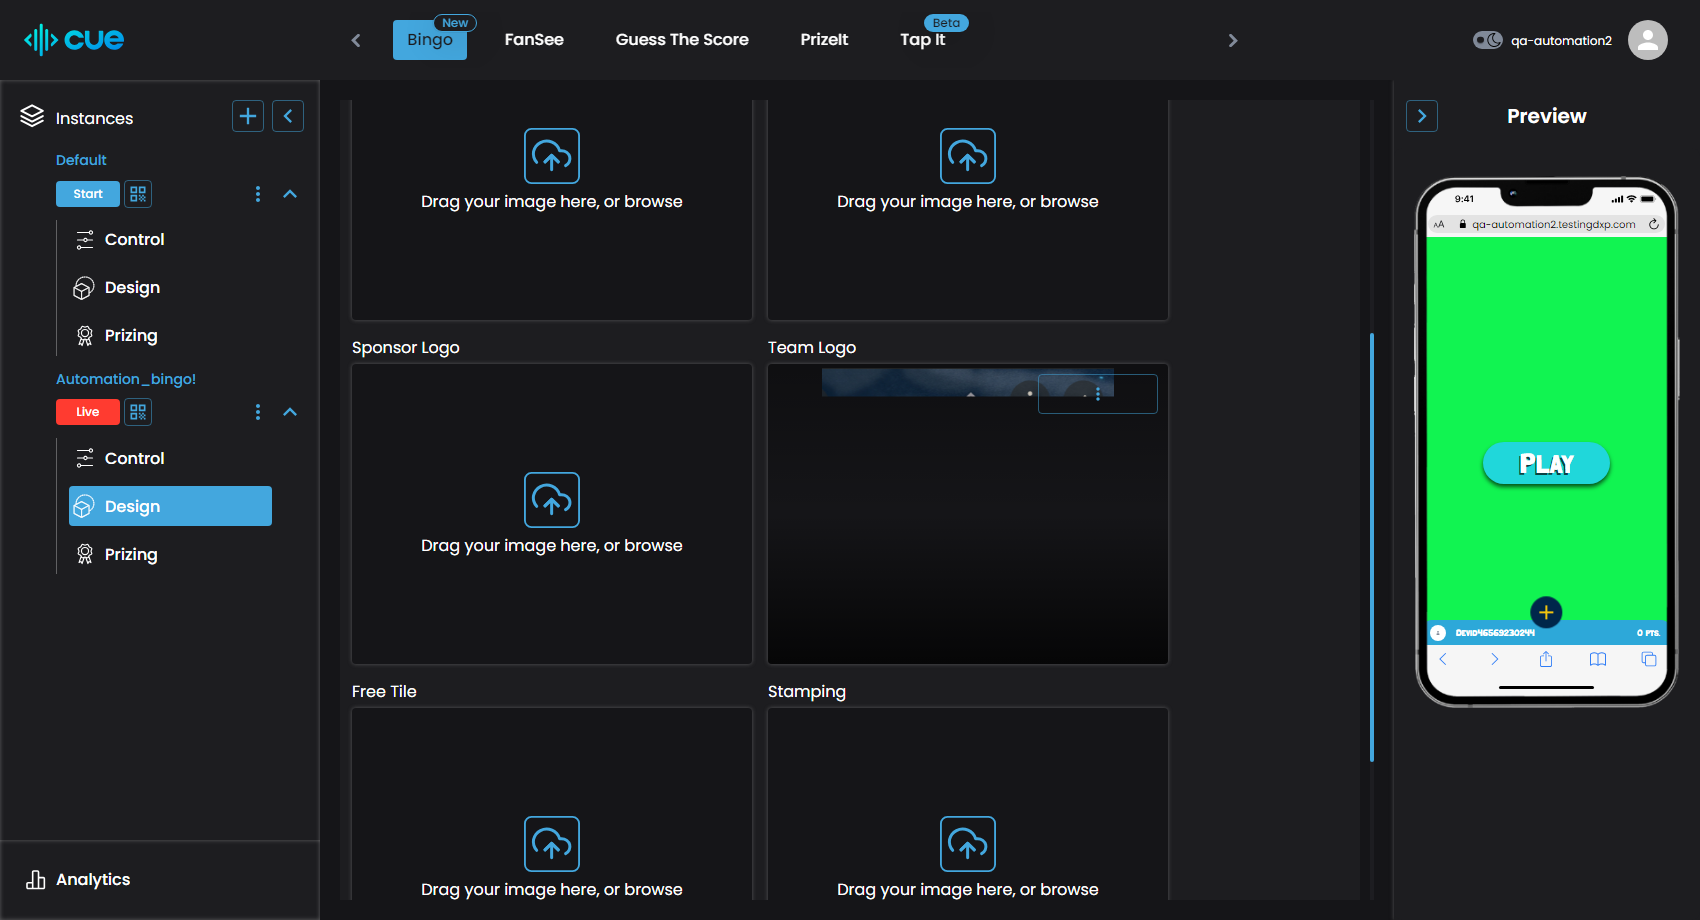 cue
Bingo
New
FanSee
Guess The Score
PrizeIt
Tap It
Beta
qa-automation2
Instances
Default
Start
Control
Design
Prizing
Automation_bingo!
Live
Control
Design
Prizing
Analytics
Drag your image here, or browse
Drag your image here, or browse
Sponsor Logo
Team Logo
Drag your image here, or browse
Free Tile
Stamping
Drag your image here, or browse
Drag your image here, or browse
Preview
9:41
AA
qa-automation2.testingdxp.com
PLAY
DEVID46569230244
0 PTS.